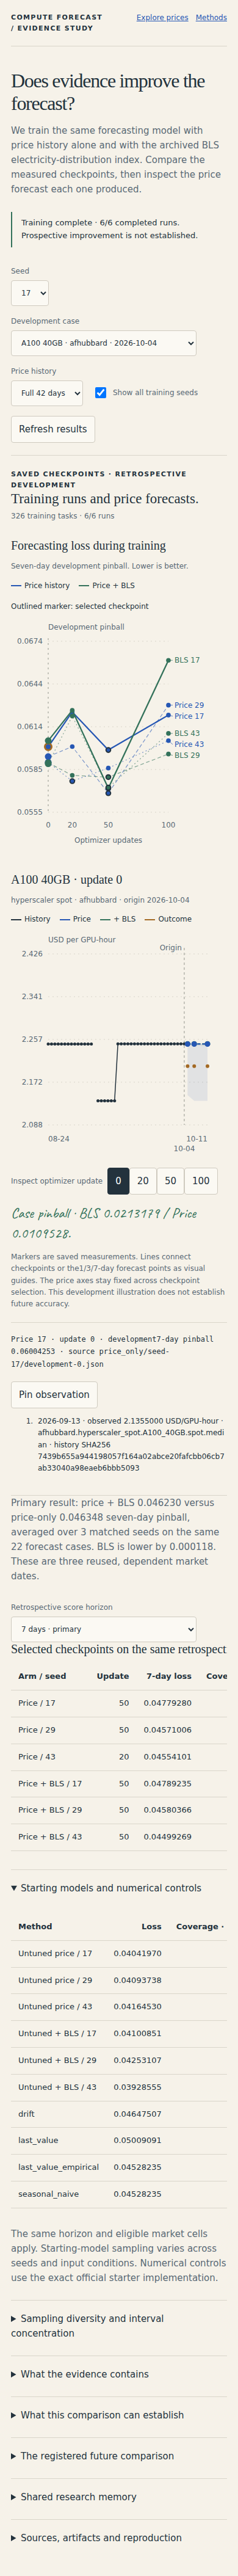 COMPUTE FORECAST
/ EVIDENCE STUDY
Explore prices Methods
Does evidence improve the
forecast?
We train the same forecasting model with
price history alone and with the archived BLS
electricity-distribution index. Compare the
measured checkpoints, then inspect the price
forecast each one produced.
Training complete · 6/6 completed runs.
Prospective improvement is not established.
Seed
17
Development case
A100 40GB · afhubbard · 2026-10-04
Price history
Full 42 days
Show all training seeds
Refresh results
SAVED CHECKPOINTS · RETROSPECTIVE
DEVELOPMENT
Training runs and price forecasts.
326 training tasks · 6/6 runs
Forecasting loss during training
Seven-day development pinball. Lower is better.
Price history Price + BLS
Outlined marker: selected checkpoint
Development pinball
0.0674
0.0644
0.0614
0.0585
0.0555
BLS 17
Price 29
Price 17
BLS 43
Price 43
BLS 29
0 20 50 100
Optimizer updates
A100 40GB · update 0
hyperscaler spot · afhubbard · origin 2026-10-04
History Price + BLS Outcome
USD per GPU-hour
Origin
2.426
2.341
2.257
2.172
2.088
08-24 10-11
10-04
Inspect optimizer update 0 20 50 100
Case pinball · BLS 0.0213179 / Price
0.0109528.
Markers are saved measurements. Lines connect
checkpoints or the1/3/7-day forecast points as visual
guides. The price axes stay fixed across checkpoint
selection. This development illustration does not establish
future accuracy.
Price 17 · update 0 · development7-day pinball
0.06004253 · source price_only/seed-
17/development-0.json
Pin observation
1. 2026-09-13 · observed 2.1355000 USD/GPU-hour ·
afhubbard.hyperscaler_spot.A100_40GB.spot.medi
an · history SHA256
7439b655a944198057f164a02abce20fafcbb06cb7
ab33040a98eaeb6bbb5093
Primary result: price + BLS 0.046230 versus
price-only 0.046348 seven-day pinball,
averaged over 3 matched seeds on the same
22 forecast cases. BLS is lower by 0.000118.
These are three reused, dependent market
dates.
Retrospective score horizon
7 days · primary
Selected checkpoints on the same retrospect
Arm / seed Update 7-day loss Cove
Price / 17 50 0.04779280
Price / 29 50 0.04571006
Price / 43 20 0.04554101
Price + BLS / 17 50 0.04789235
Price + BLS / 29 50 0.04580366
Price + BLS / 43 50 0.04499269
Starting models and numerical controls
Method Loss Coverage ·
Untuned price / 17 0.04041970
Untuned price / 29 0.04093738
Untuned price / 43 0.04164530
Untuned + BLS / 17 0.04100851
Untuned + BLS / 29 0.04253107
Untuned + BLS / 43 0.03928555
drift 0.04647507
last_value 0.05009091
last_value_empirical 0.04528235
seasonal_naive 0.04528235
The same horizon and eligible market cells
apply. Starting-model sampling varies across
seeds and input conditions. Numerical controls
use the exact official starter implementation.
Sampling diversity and interval
concentration
What the evidence contains
What this comparison can establish
The registered future comparison
Shared research memory
Sources, artifacts and reproduction